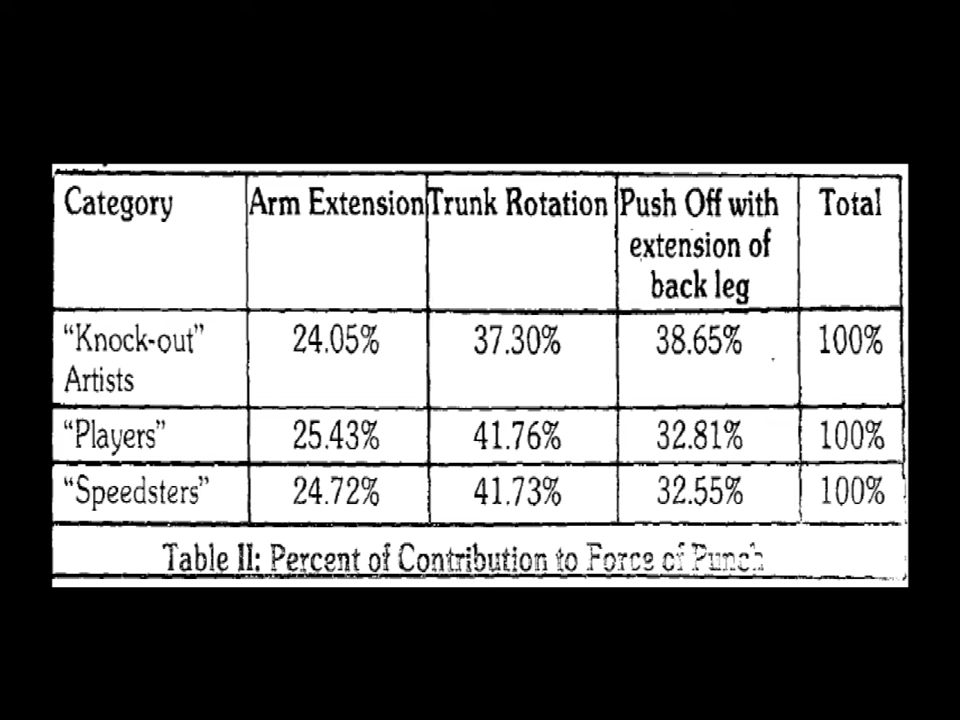 Category Arm Extension Trunk Rotation Push Off with Total
extension of
back leg
"Knock-out" 24.05% 37.30% 38.65% 100%
Artists
"Players" 25.43% 41.76% 32.81% 100%
"Speedsters" 24.72% 41.73% 32.55% 100%
Table II: Percent of Contribution to Force of Punch